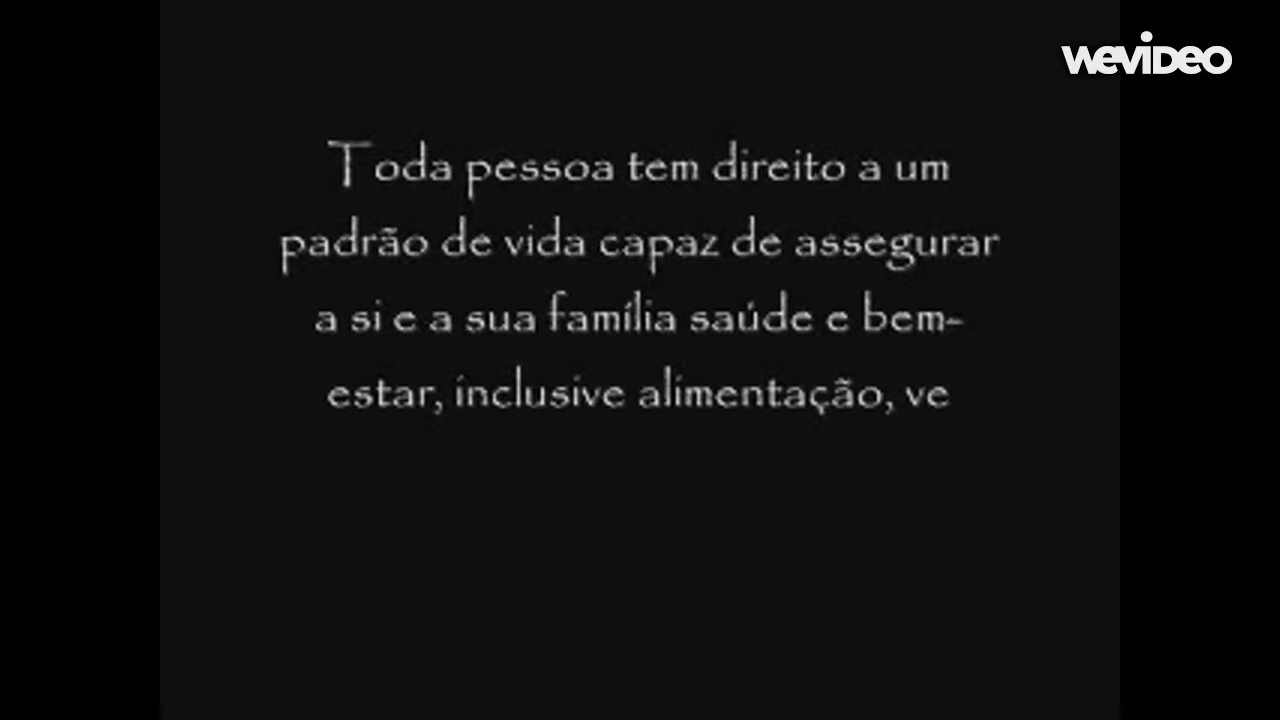 wevideo
Toda pessoa tem direito a um
padrão de vida capaz de assegurar
a si e a sua família saúde e bem-
estar, inclusive alimentação, ve